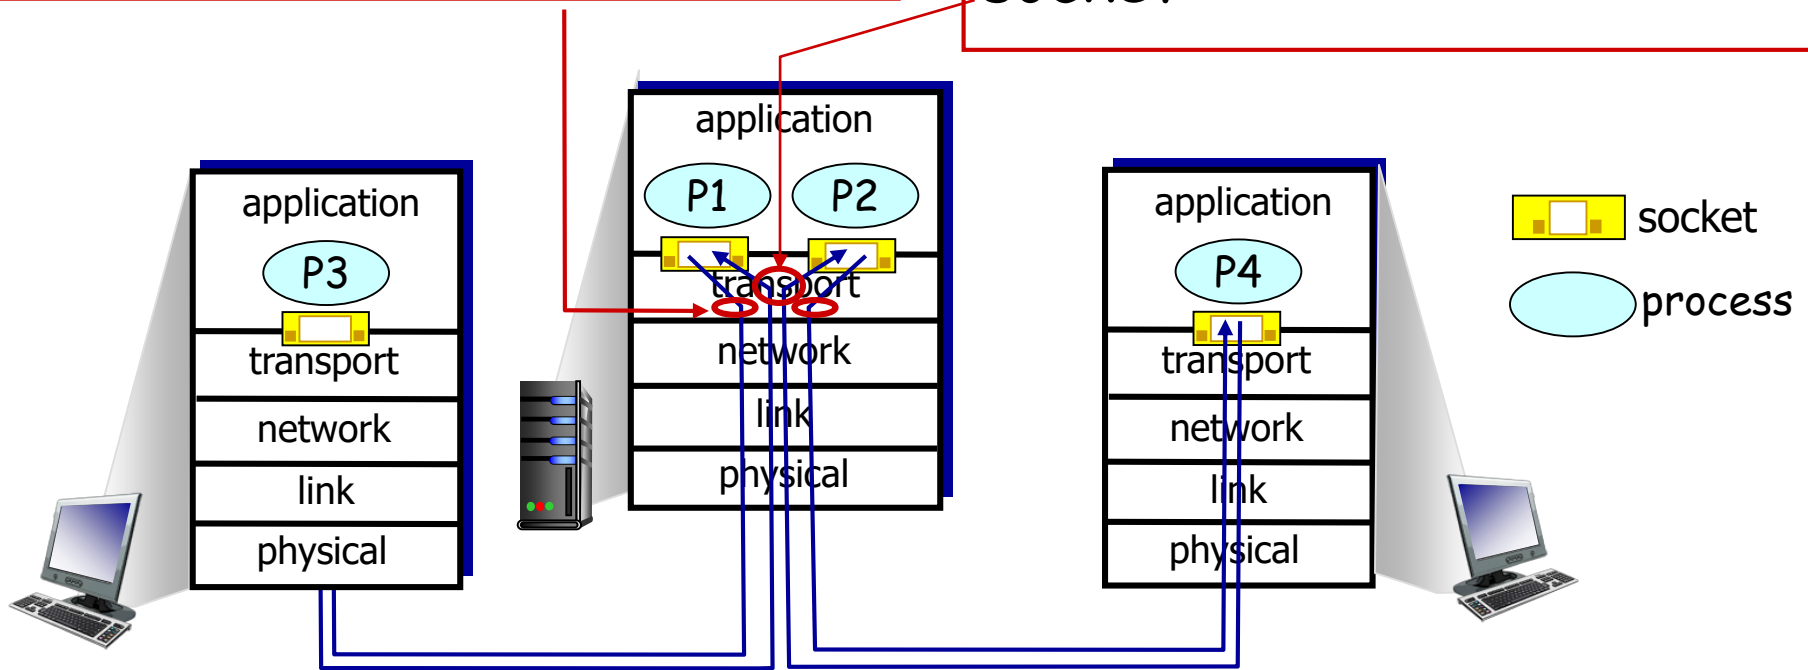 application
P1 P2
transport
network
link
physical
application
P3
transport
network
link
physical
application
P4
transport
network
link
physical
socket
process